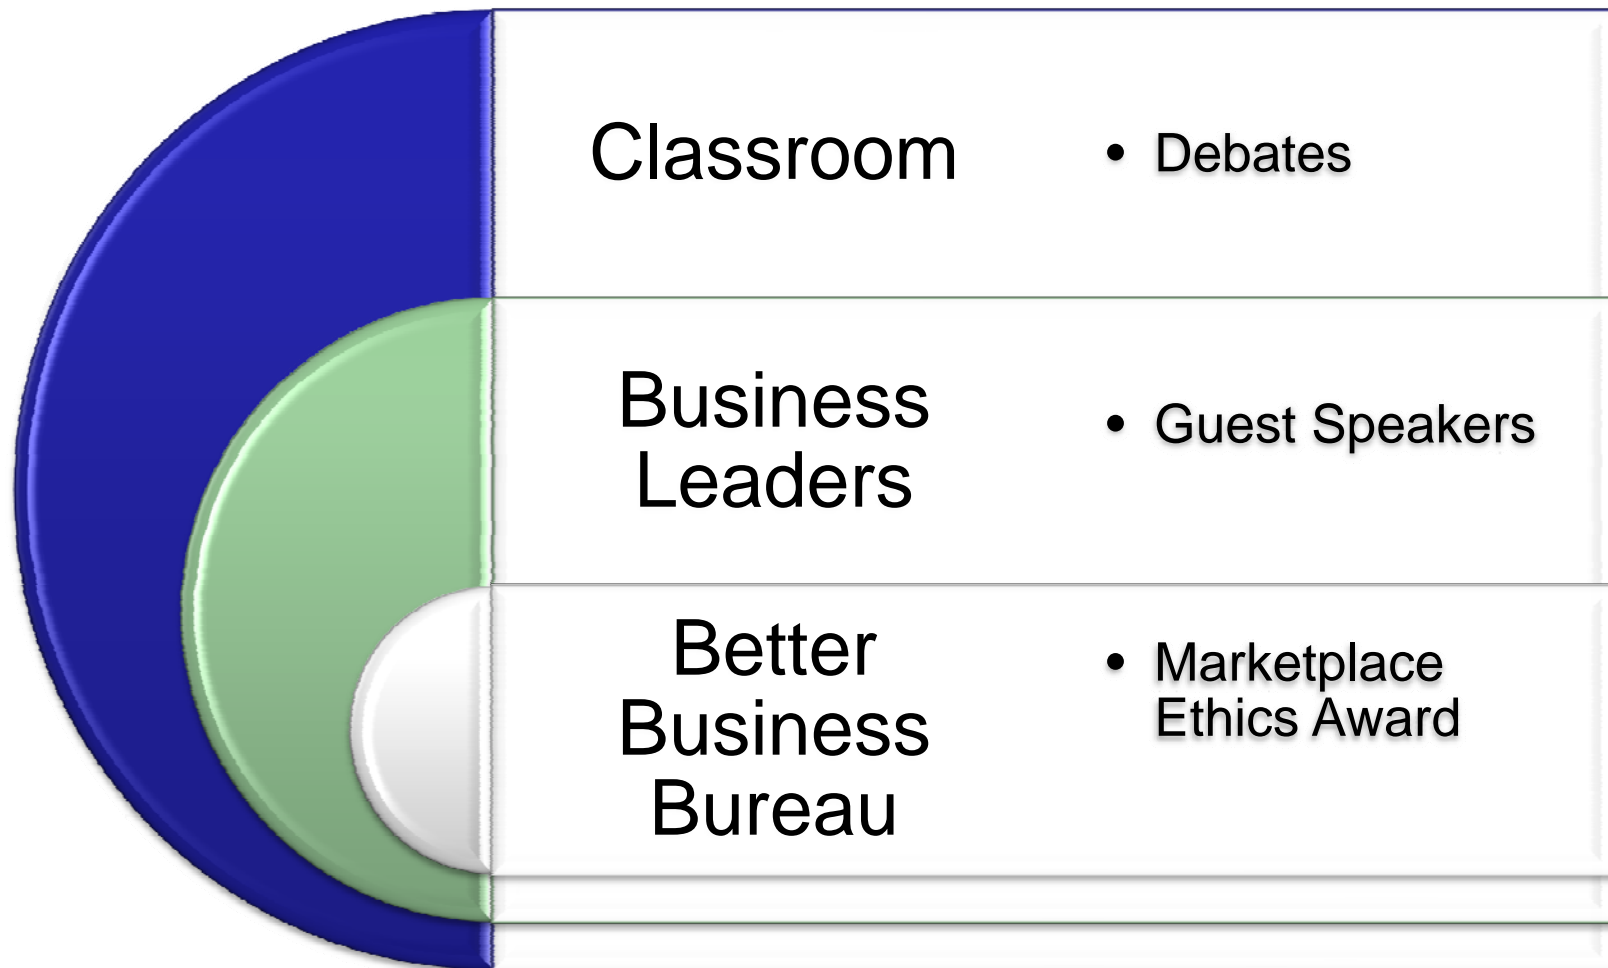 Classroom
• Debates
Business
Leaders
• Guest Speakers
Better
Business
Bureau
• Marketplace
Ethics Award